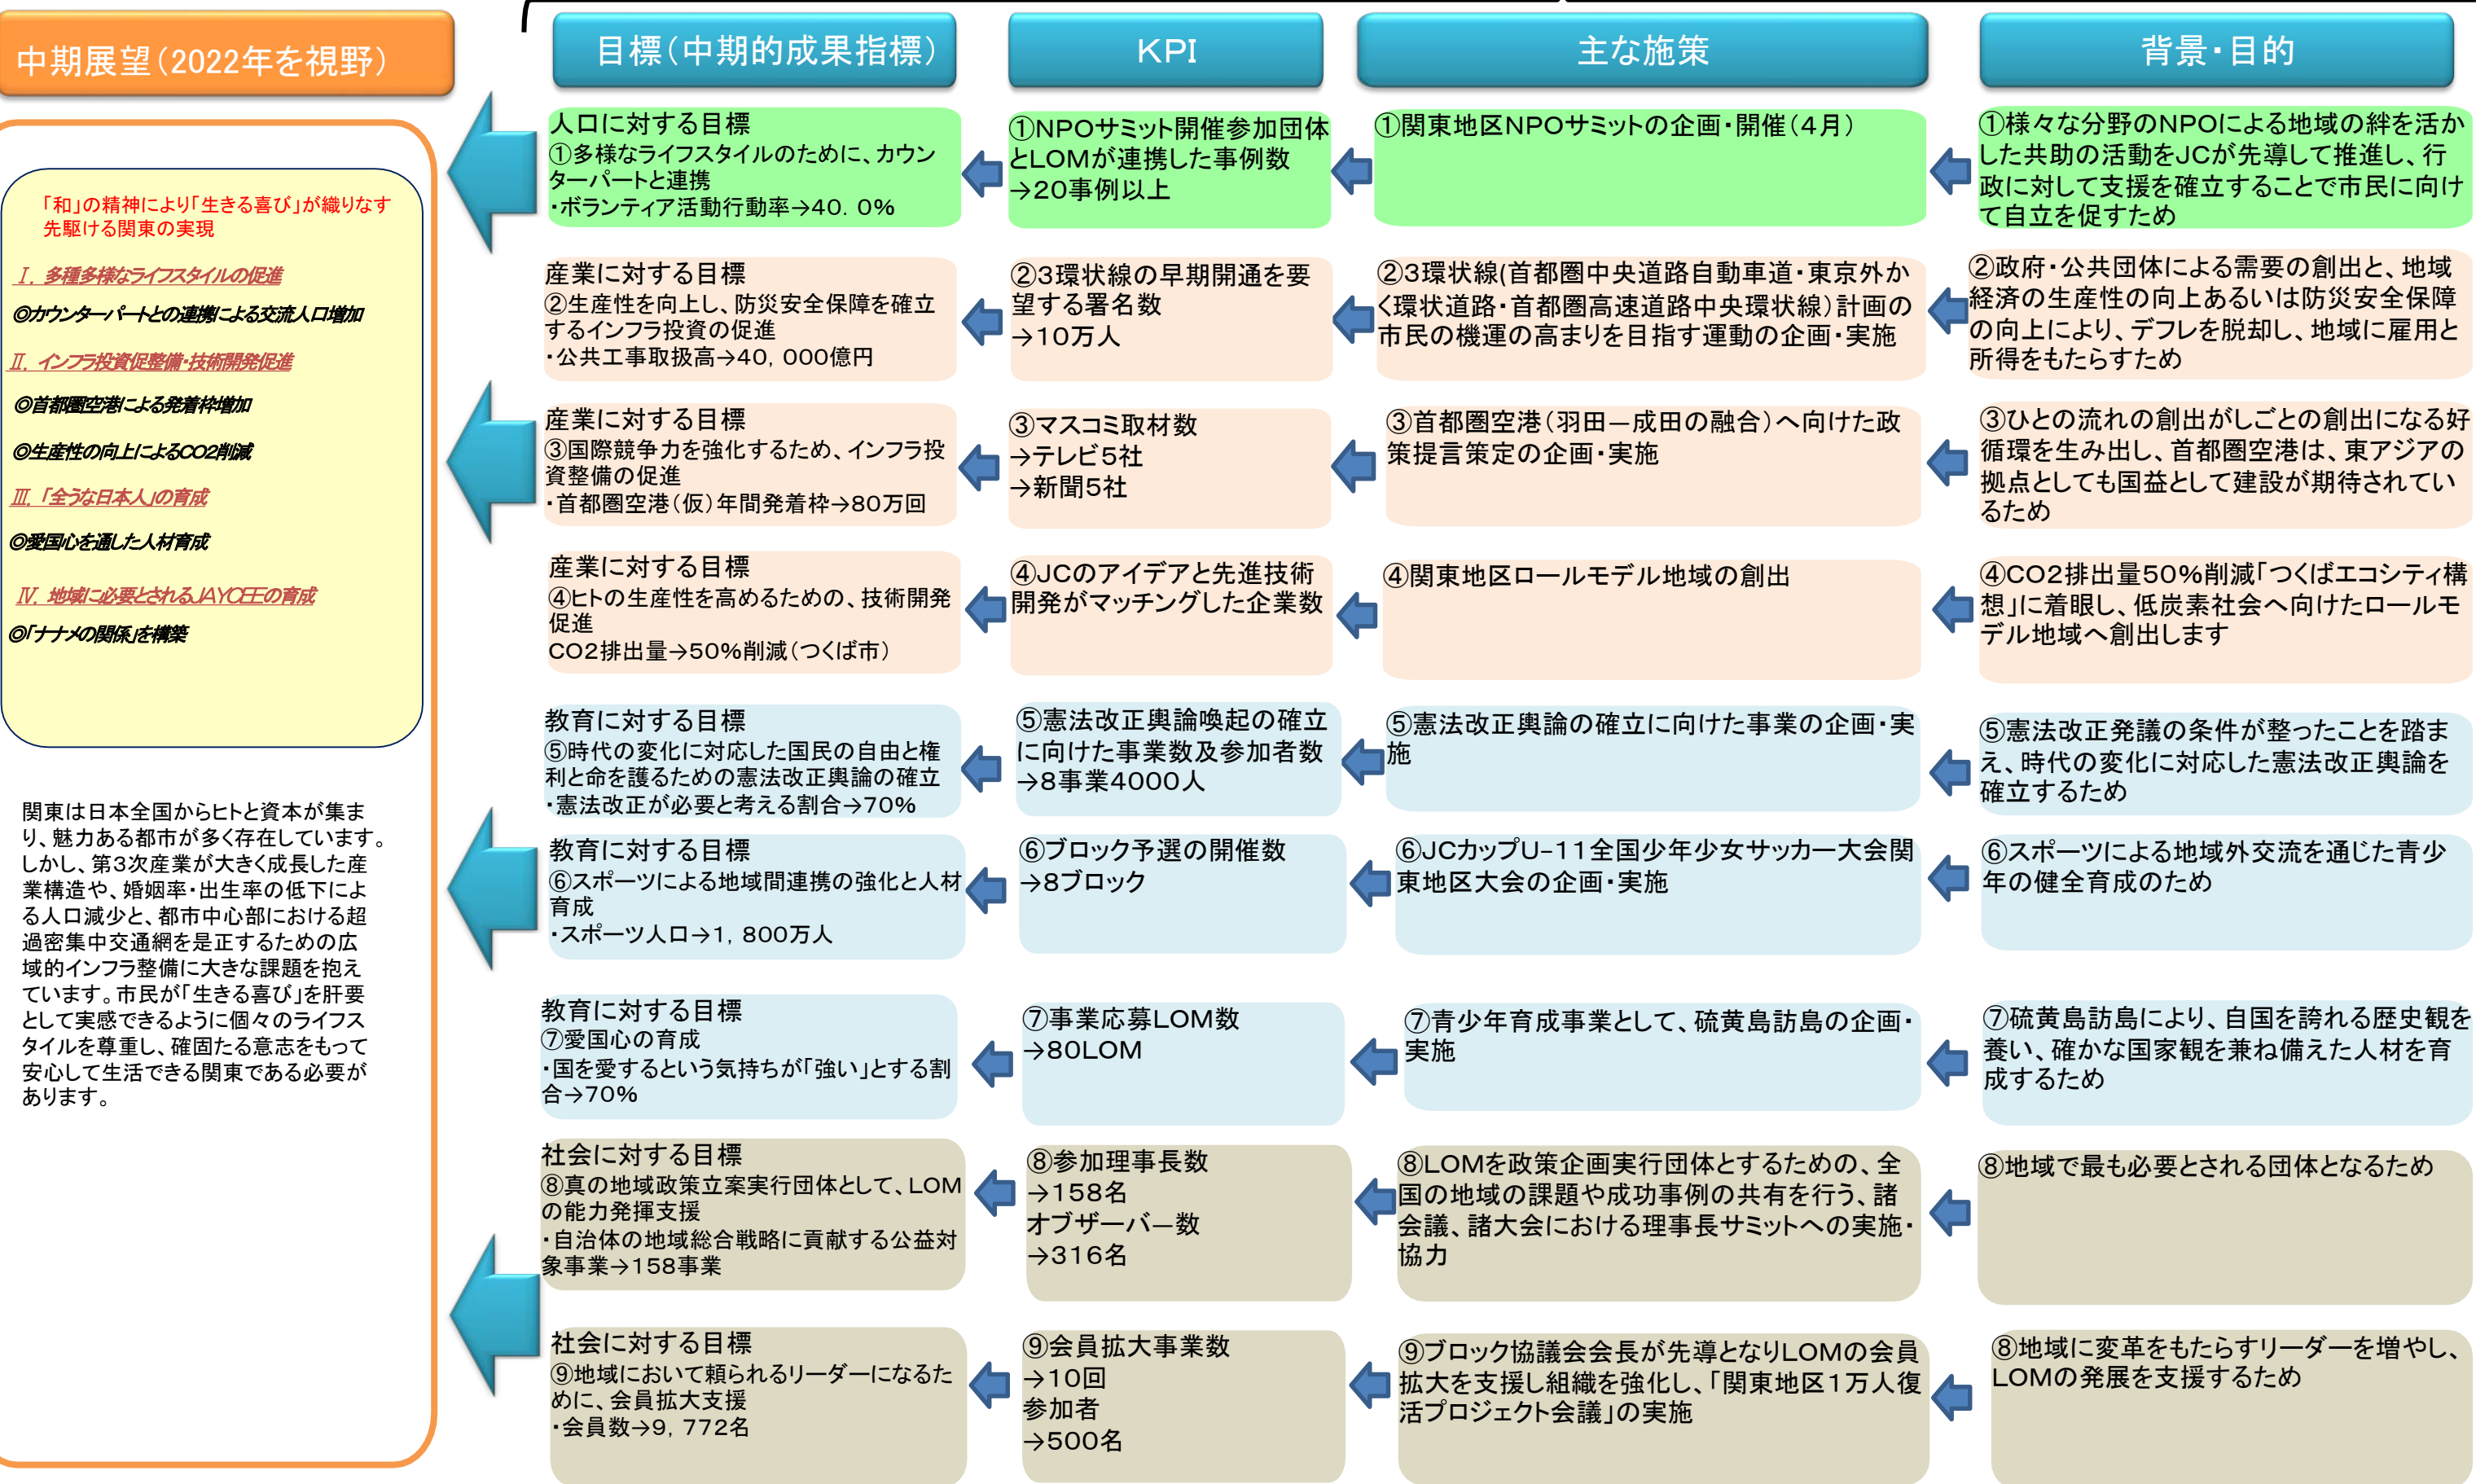 中期展望(2022年を視野)
目標(中期的成果指標)
KPI
主な施策
背景・目的
「和」の精神により「生きる喜び」が織りなす
先駆ける関東の実現
Ⅰ. 多種多様なライフスタイルの促進
◎カウンターパートとの連携による交流人口増加
Ⅱ. インフラ投資促整備・技術開発促進
◎首都圏空港による発着枠増加
◎生産性の向上によるCO2削減
Ⅲ. 「全うな日本人」の育成
◎愛国心を通した人材育成
Ⅳ. 地域に必要とされるJAYCEEの育成
◎「ナナメの関係」を構築
関東は日本全国からヒトと資本が集ま
り、魅力ある都市が多く存在しています。
しかし、第3次産業が大きく成長した産
業構造や、婚姻率・出生率の低下によ
る人口減少と、都市中心部における超
過密集中交通網を是正するための広
域的インフラ整備に大きな課題を抱え
ています。市民が「生きる喜び」を肝要
として実感できるように個々のライフス
タイルを尊重し、確固たる意志をもって
安心して生活できる関東である必要が
あります。
人口に対する目標
①多様なライフスタイルのために、カウン
ターパートと連携
・ボランティア活動行動率→40. 0%
①NPOサミット開催参加団体
とLOMが連携した事例数
→20事例以上
①関東地区NPOサミットの企画・開催(4月)
①様々な分野のNPOによる地域の絆を活か
した共助の活動をJCが先導して推進し、行
政に対して支援を確立することで市民に向け
て自立を促すため
産業に対する目標
②生産性を向上し、防災安全保障を確立
するインフラ投資の促進
・公共工事取扱高→40, 000億円
②3環状線の早期開通を要
望する署名数
→10万人
②3環状線(首都圏中央道路自動車道・東京外か
く環状道路・首都圏高速道路中央環状線)計画の
市民の機運の高まりを目指す運動の企画・実施
②政府・公共団体による需要の創出と、地域
経済の生産性の向上あるいは防災安全保障
の向上により、デフレを脱却し、地域に雇用と
所得をもたらすため
産業に対する目標
③国際競争力を強化するため、インフラ投
資整備の促進
・首都圏空港(仮)年間発着枠→80万回
③マスコミ取材数
→テレビ5社
→新聞5社
③首都圏空港(羽田—成田の融合)へ向けた政
策提言策定の企画・実施
③ひとの流れの創出がしごとの創出になる好
循環を生み出し、首都圏空港は、東アジアの
拠点としても国益として建設が期待されてい
るため
産業に対する目標
④ヒトの生産性を高めるための、技術開発
促進
CO2排出量→50%削減(つくば市)
④JCのアイデアと先進技術
開発がマッチングした企業数
④関東地区ロールモデル地域の創出
④CO2排出量50%削減「つくばエコシティ構
想」に着眼し、低炭素社会へ向けたロールモ
デル地域へ創出します
教育に対する目標
⑤時代の変化に対応した国民の自由と権
利と命を護るための憲法改正輿論の確立
・憲法改正が必要と考える割合→70%
⑤憲法改正輿論喚起の確立
に向けた事業数及参加者数
→8事業4000人
⑤憲法改正輿論の確立に向けた事業の企画・実
施
⑤憲法改正発議の条件が整ったことを踏ま
え、時代の変化に対応した憲法改正輿論を
確立するため
教育に対する目標
⑥スポーツによる地域間連携の強化と人材
育成
・スポーツ人口→1, 800万人
⑥ブロック予選の開催数
→8ブロック
⑥JCカップU-11全国少年少女サッカー大会関
東地区大会の企画・実施
⑥スポーツによる地域外交流を通じた青少
年の健全育成のため
教育に対する目標
⑦愛国心の育成
・国を愛するという気持ちが「強い」とする割
合→70%
⑦事業応募LOM数
→80LOM
⑦青少年育成事業として、硫黄島訪島の企画・
実施
⑦硫黄島訪島により、自国を誇れる歴史観を
養い、確かな国家観を兼ね備えた人材を育
成するため
社会に対する目標
⑧真の地域政策立案実行団体として、LOM
の能力発揮支援
・自治体の地域総合戦略に貢献する公益対
象事業→158事業
⑧参加理事長数
→158名
オブザーバ—数
→316名
⑧LOMを政策企画実行団体とするための、全
国の地域の課題や成功事例の共有を行う、諸
会議、諸大会における理事長サミットへの実施・
協力
⑧地域で最も必要とされる団体となるため
社会に対する目標
⑨地域において頼られるリーダーになるた
めに、会員拡大支援
・会員数→9, 772名
⑨会員拡大事業数
→10回
参加者
→500名
⑨ブロック協議会会長が先導となりLOMの会員
拡大を支援し組織を強化し、「関東地区1万人復
活プロジェクト会議」の実施
⑧地域に変革をもたらすリーダーを増やし、
LOMの発展を支援するため